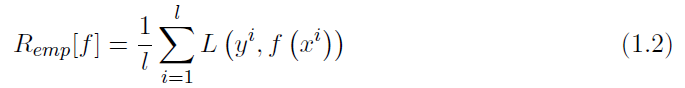 R_{emp}[f] = \frac{1}{l} \sum_{i=1}^{l} L\left(y^i, f\left(x^i\right)\right) (1.2)